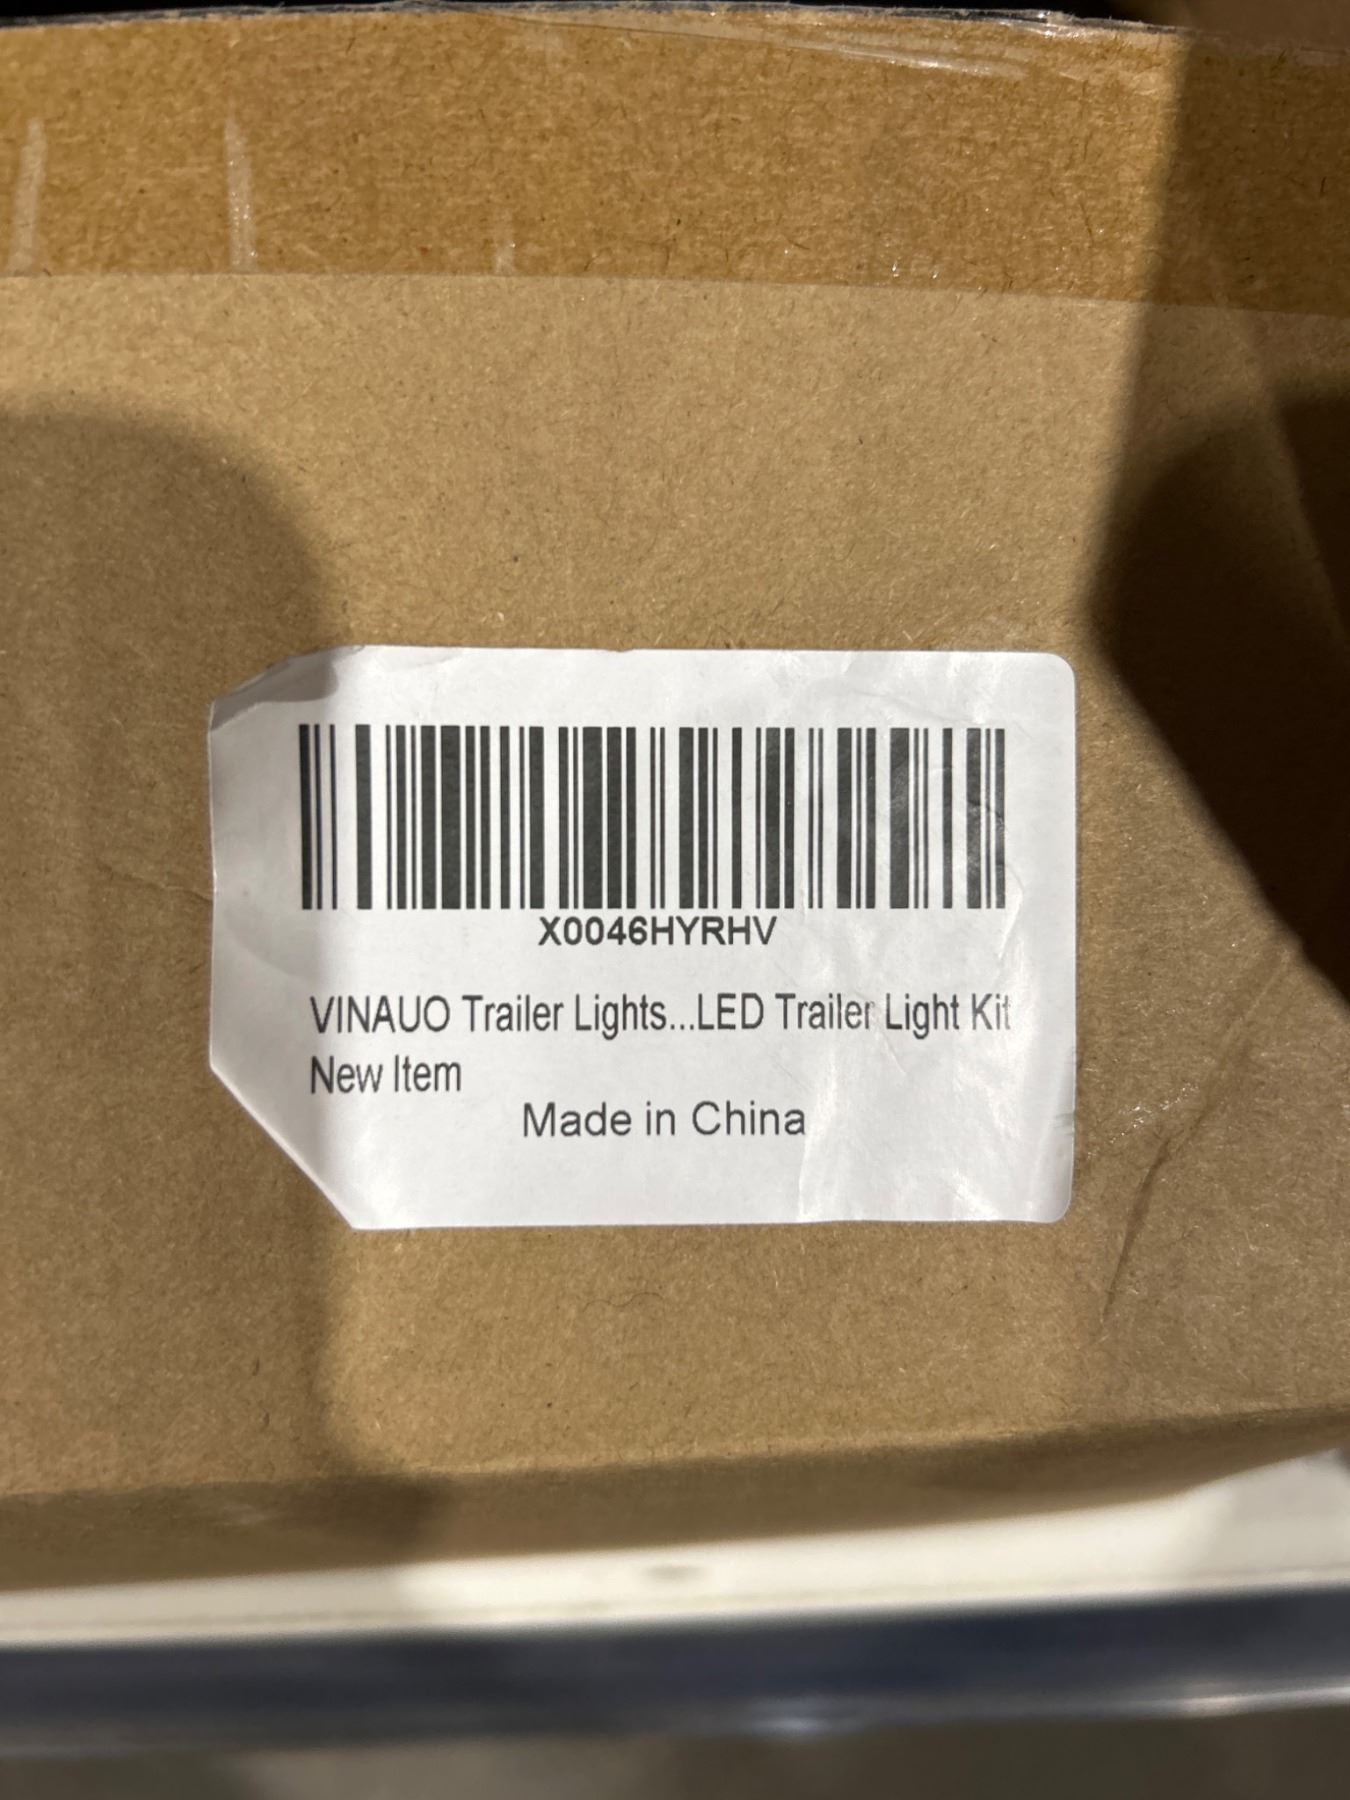 X0046HYRHV
VINAUO Trailer Lights...LED Trailer Light Kit
New Item
Made in China